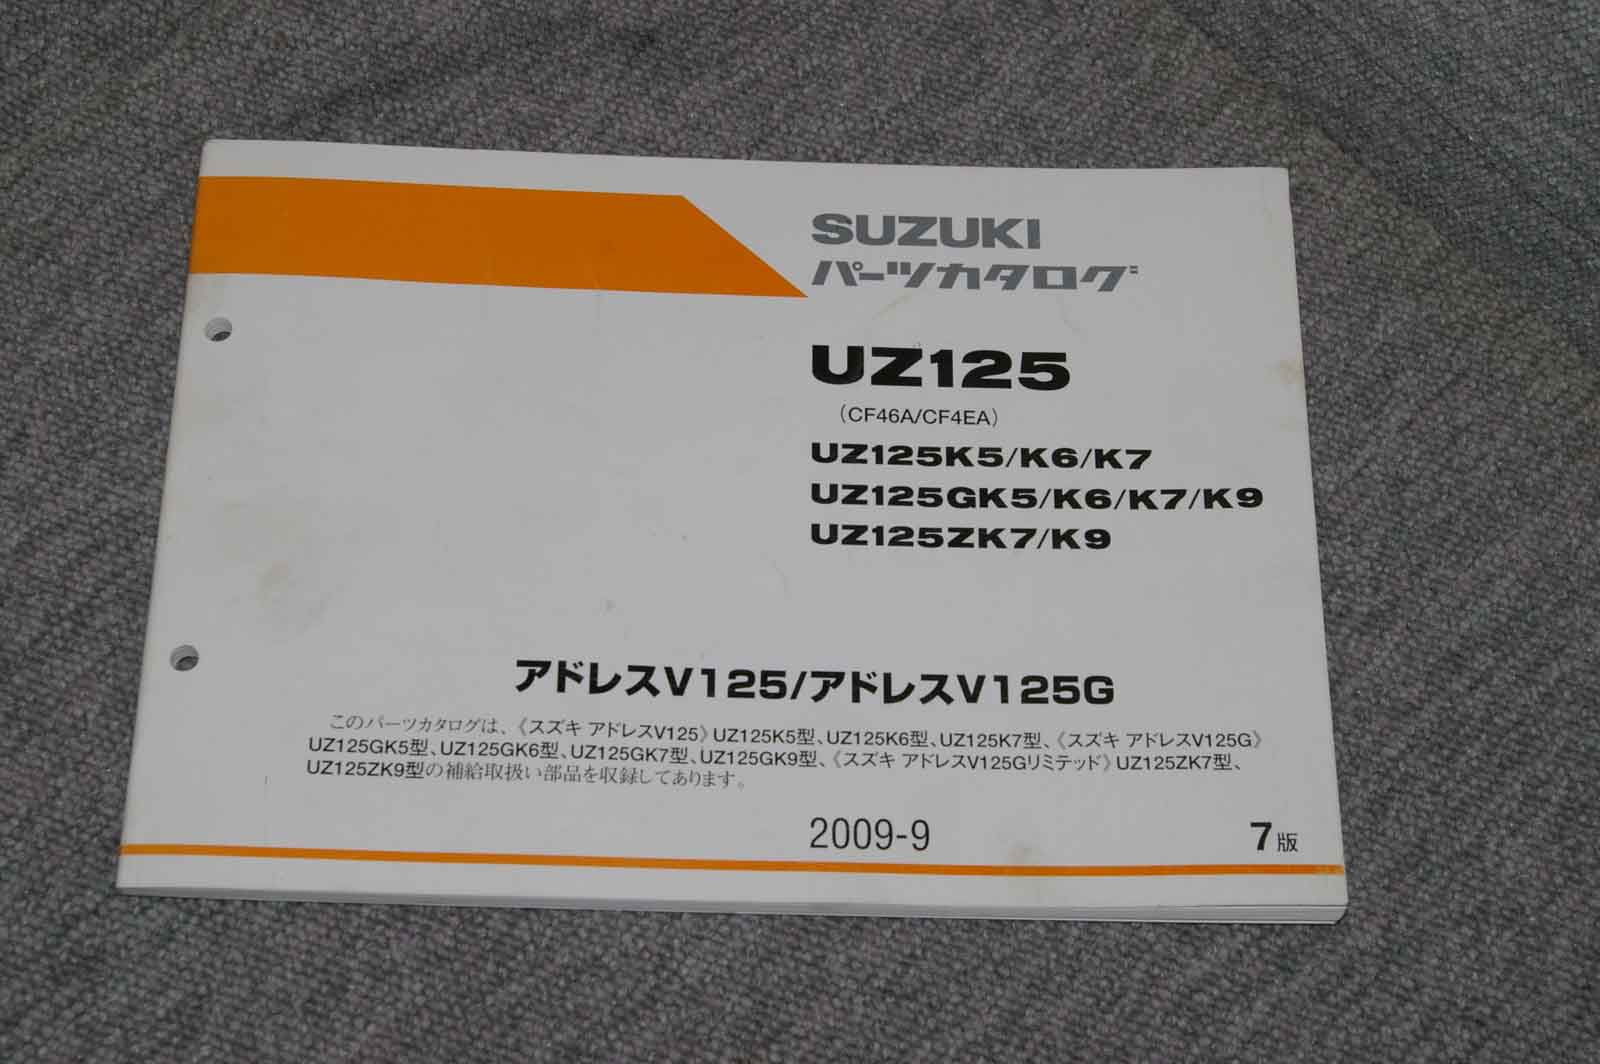 SUZUKI
パーツカタログ
UZ125
(CF46A/CF4EA)
UZ125K5/K6/K7
UZ125GK5/K6/K7/K9
UZ125ZK7/K9
アドレスV125/アドレスV125G
このパーツカタログは、《スズキ アドレスV125》UZ125K5型、UZ125K6型、UZ125K7型、《スズキ アドレスV125G》
UZ125GK5型、UZ125GK6型、UZ125GK7型、UZ125GK9型、《スズキ アドレスV125Gリミテッド》UZ125ZK7型、
UZ125ZK9型の補給取扱い部品を収録してあります。
2009-9
7版